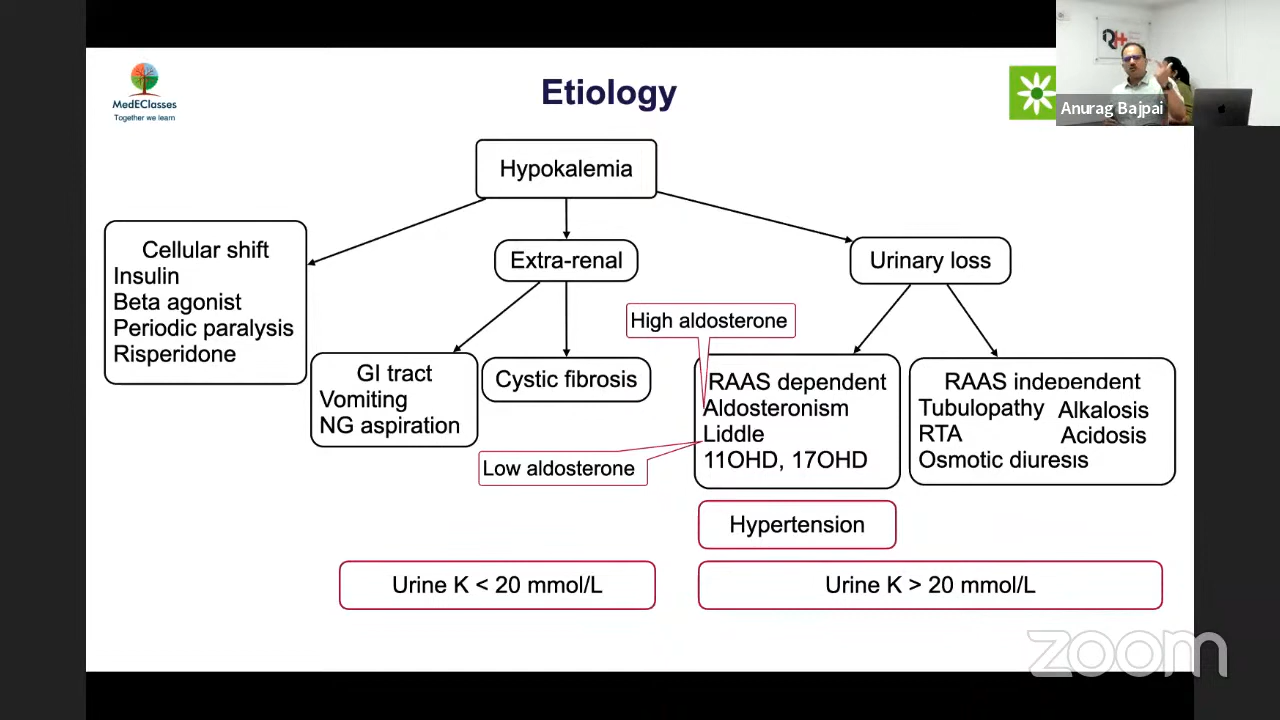 MedEClasses
Together we learn
Etiology
Anurag Bajpai
Hypokalemia
Cellular shift
Insulin
Beta agonist
Periodic paralysis
Risperidone
Extra-renal
Urinary loss
High aldosterone
GI tract
Vomiting
NG aspiration
Cystic fibrosis
RAAS dependent
Aldosteronism
Liddle
11OHD, 17OHD
Low aldosterone
RAAS independent
Tubulopathy Alkalosis
RTA Acidosis
Osmotic diuresis
Hypertension
Urine K < 20 mmol/L
Urine K > 20 mmol/L
zoom